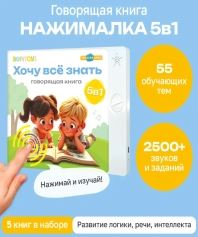 Говорящая книга
НАЖИМАЛКА 5в1
Хочу всё знать
говорящая книга
5в1
Нажимай и изучай!
55
обучающих
тем
2500+
звуков
и заданий
5 книг в наборе
Развитие логики, речи, интеллекта